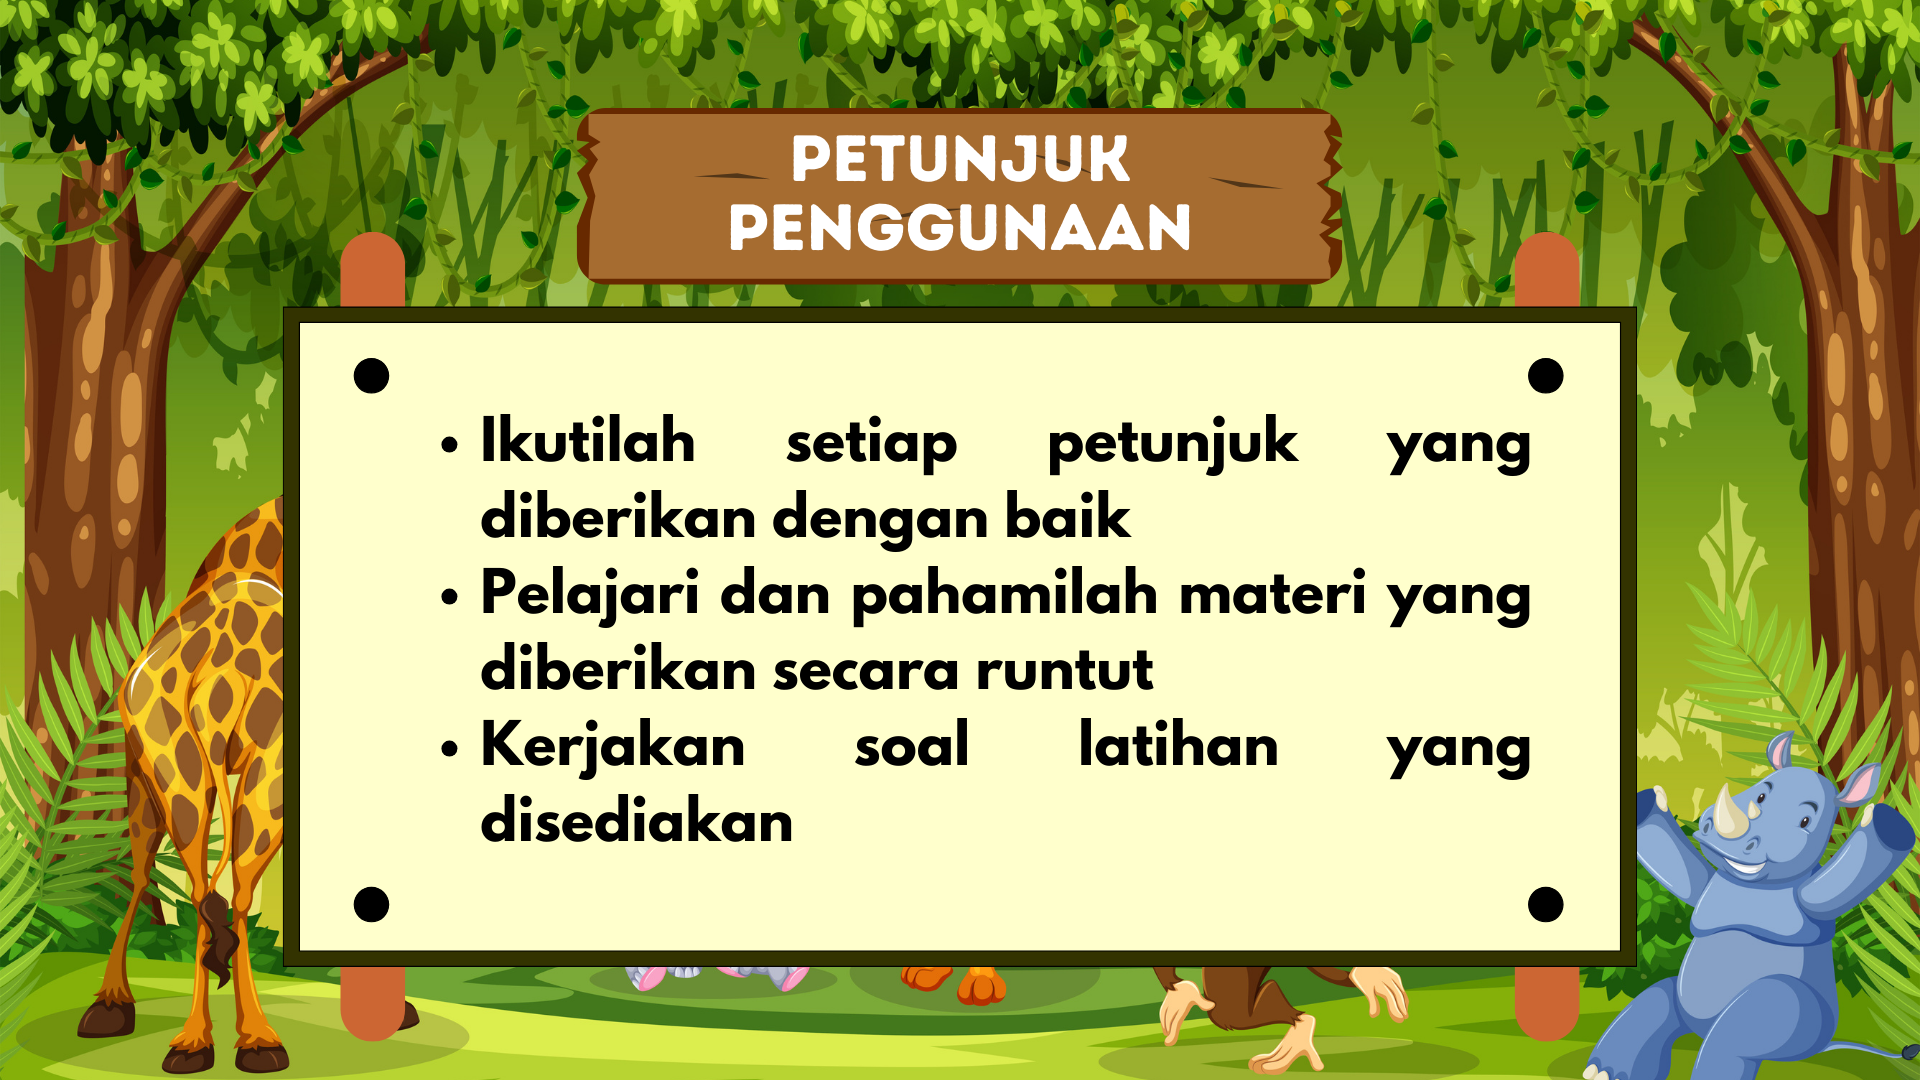 PETUNJUK
PENGGUNAAN
• Ikutilah setiap petunjuk yang
diberikan dengan baik
• Pelajari dan pahamilah materi yang
diberikan secara runtut
• Kerjakan soal latihan yang
disediakan